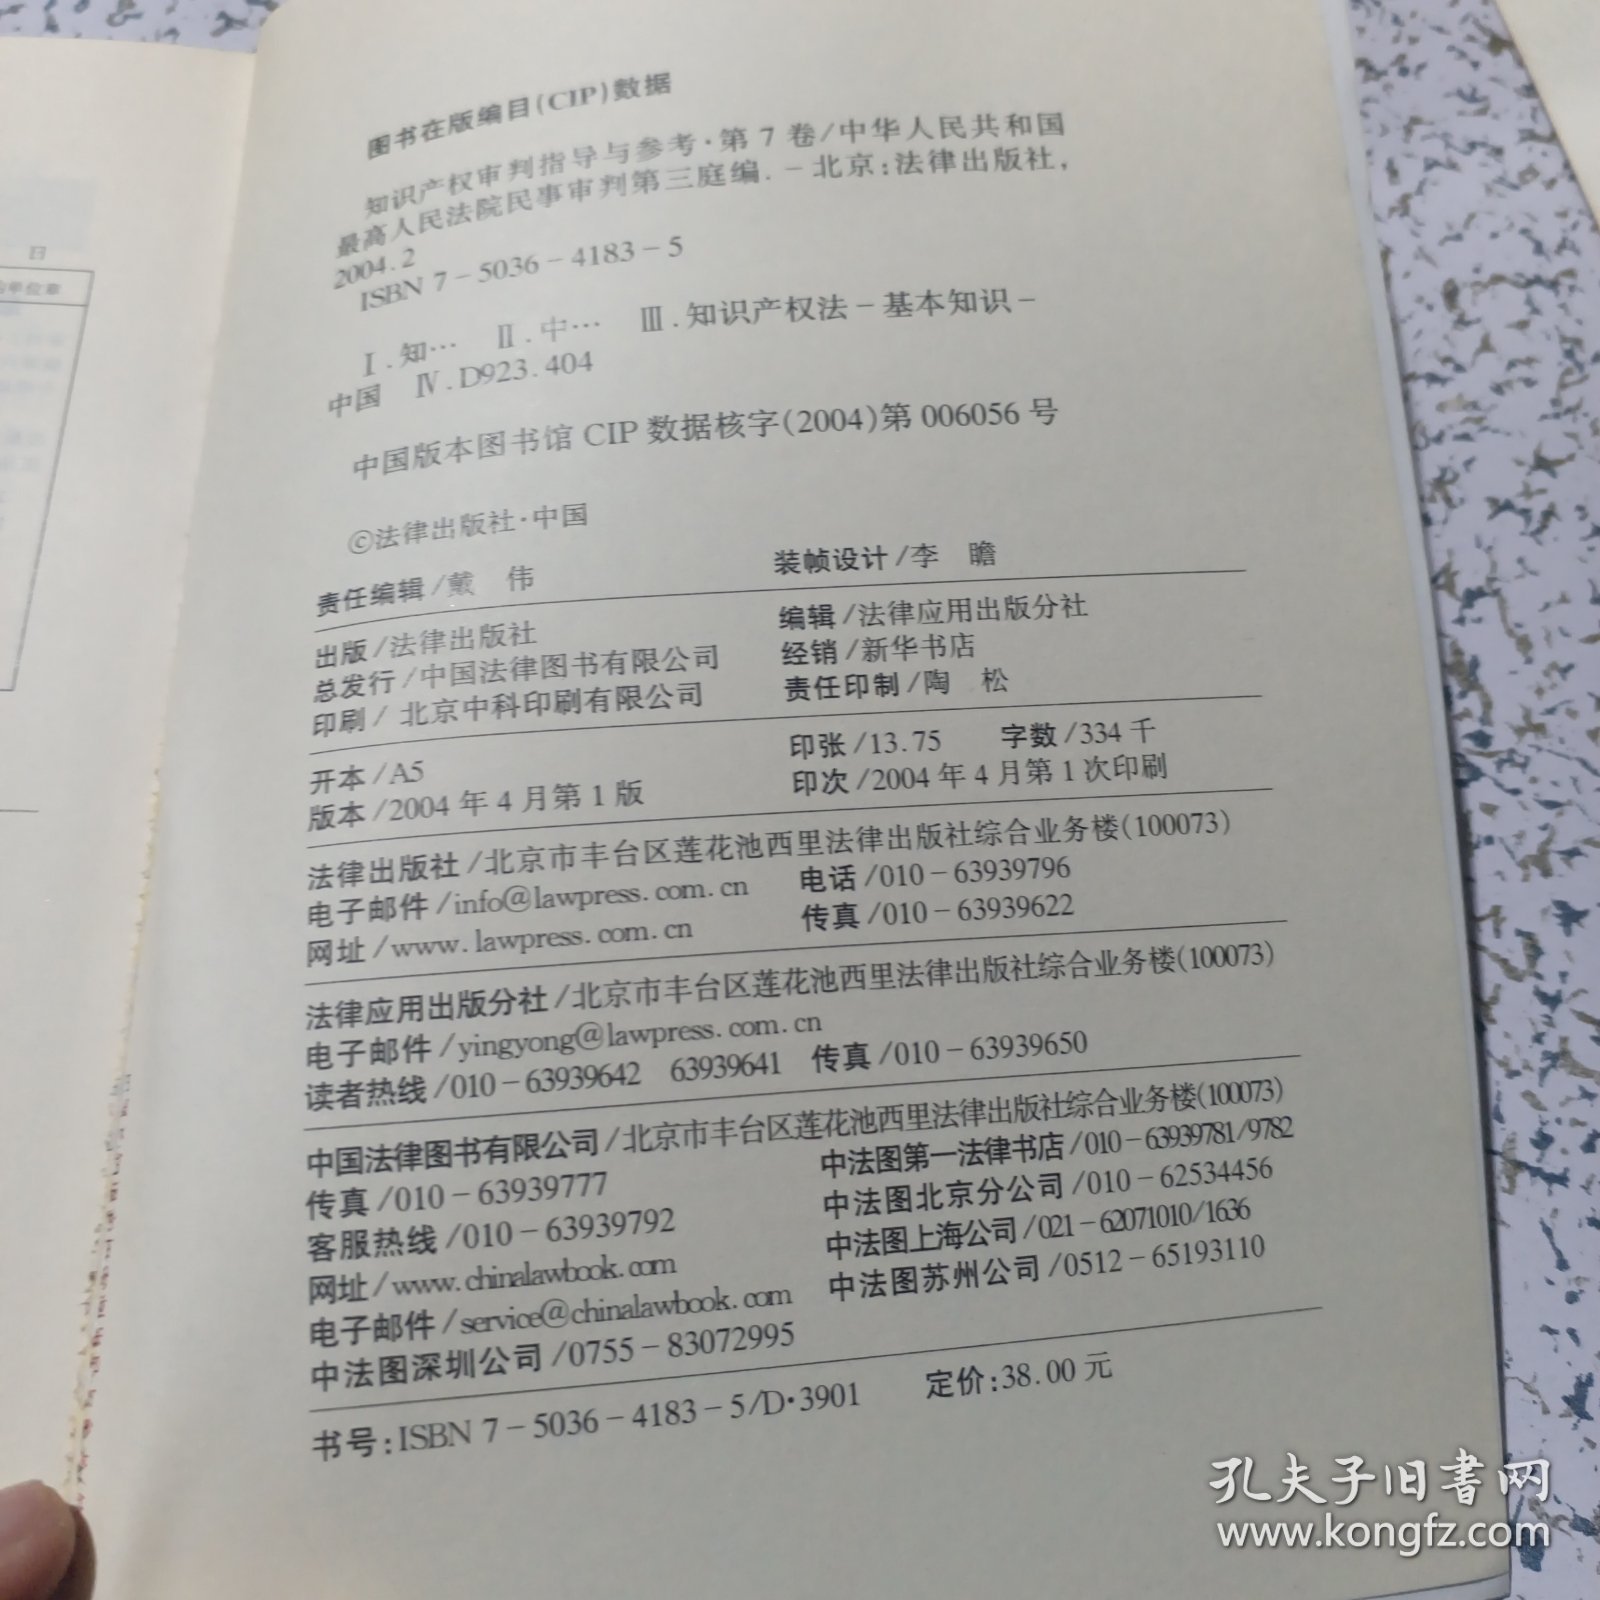 图书在版编目(CIP)数据
知识产权审判指导与参考·第7卷/中华人民共和国
最高人民法院民事审判第三庭编.－北京:法律出版社,
2004.2
ISBN 7－5036－4183－5
Ⅰ.知… Ⅱ.中… Ⅲ.知识产权法－基本知识－
中国 Ⅳ.D923.404
中国版本图书馆CIP数据核字(2004)第006056号
©法律出版社·中国
责任编辑/戴 伟 装帧设计/李 瞻
出版/法律出版社 编辑/法律应用出版分社
总发行/中国法律图书有限公司 经销/新华书店
印刷/ 北京中科印刷有限公司 责任印制/陶 松
开本/A5 印张/13.75 字数/334千
版本/2004年4月第1版 印次/2004年4月第1次印刷
法律出版社/北京市丰台区莲花池西里法律出版社综合业务楼(100073)
电子邮件/info@lawpress.com.cn 电话/010－63939796
网址/www.lawpress.com.cn 传真/010－63939622
法律应用出版分社/北京市丰台区莲花池西里法律出版社综合业务楼(100073)
电子邮件/yingyong@lawpress.com.cn
读者热线/010－63939642 63939641 传真/010－63939650
中国法律图书有限公司/北京市丰台区莲花池西里法律出版社综合业务楼(100073)
传真/010－63939777 中法图第一法律书店/010－63939781/9782
客服热线/010－63939792 中法图北京分公司/010－62534456
网址/www.chinalawbook.com 中法图上海公司/021－62071010/1636
电子邮件/service@chinalawbook.com 中法图苏州公司/0512－65193110
中法图深圳公司/0755－83072995
书号:ISBN 7－5036－4183－5/D·3901 定价:38.00元
日
单位章
孔夫子旧书网
www.kongfz.com